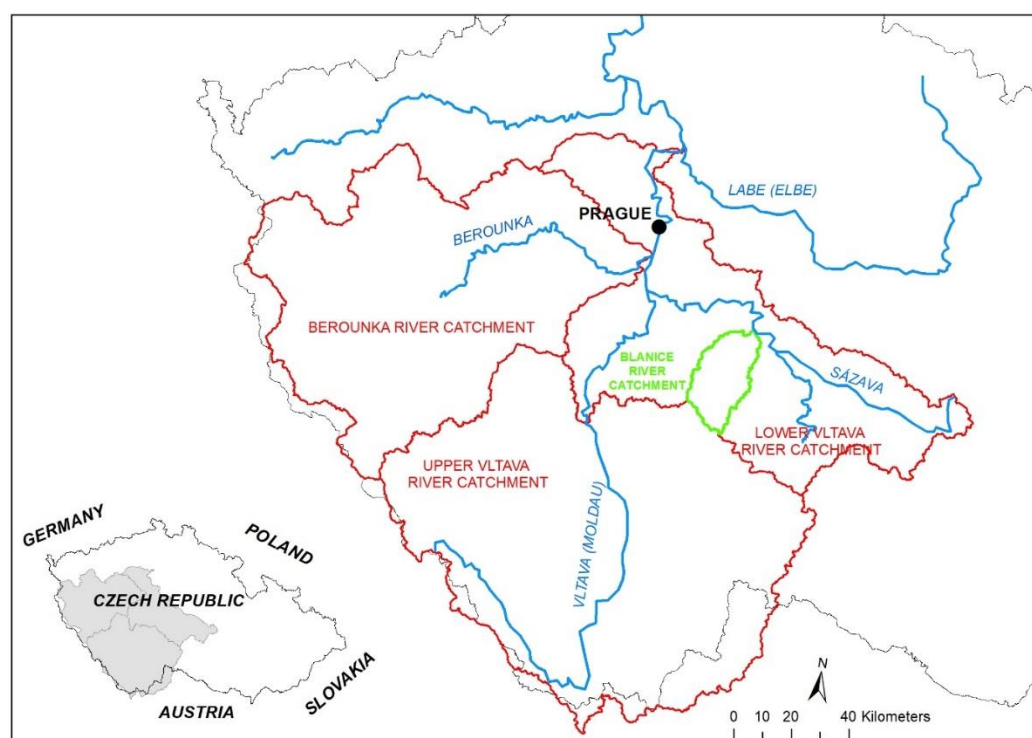 LABE (ELBE)
PRAGUE
BEROUNKA
BEROUNKA RIVER CATCHMENT
BLANICE
RIVER
CATCHMENT
SÁZAVA
LOWER VLTAVA
RIVER CATCHMENT
UPPER VLTAVA
RIVER CATCHMENT
VLTAVA (MOLDAU)
GERMANY
POLAND
CZECH REPUBLIC
SLOVAKIA
AUSTRIA
N
0 10 20 40 Kilometers